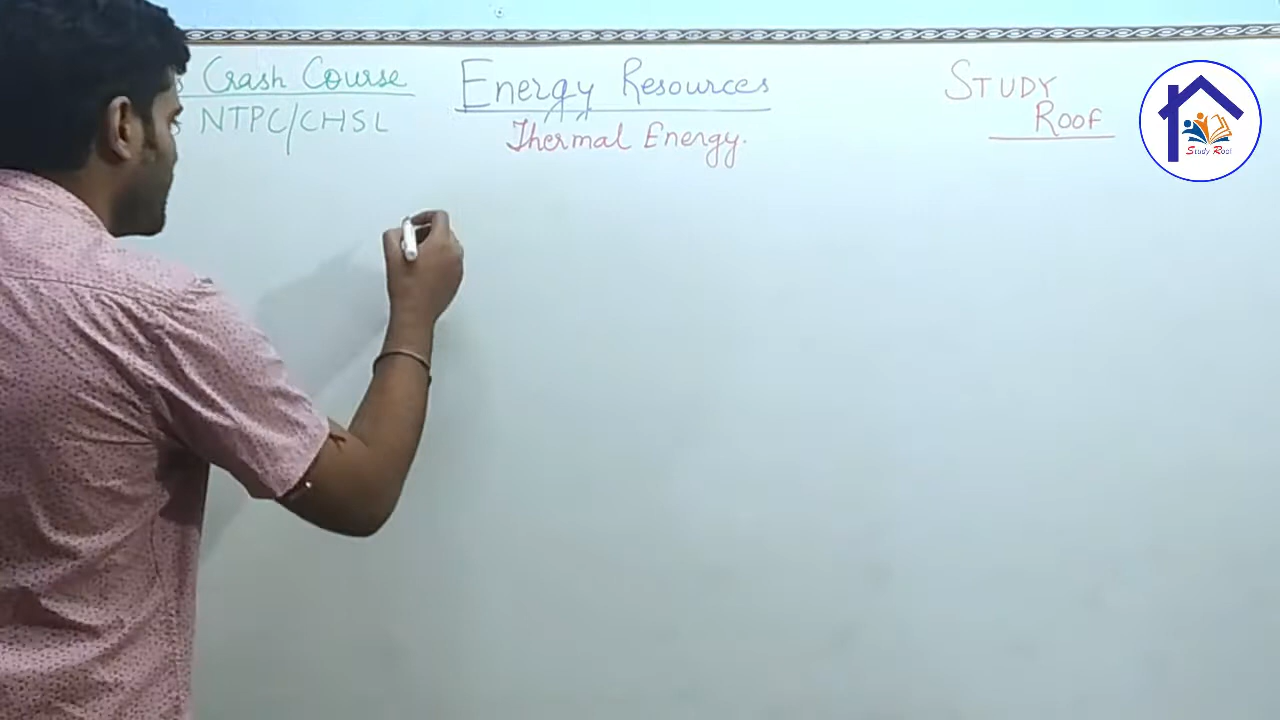 Crash Course
NTPC/CHSL
Energy Resources
Thermal Energy.
STUDY
ROOF
Study Roof